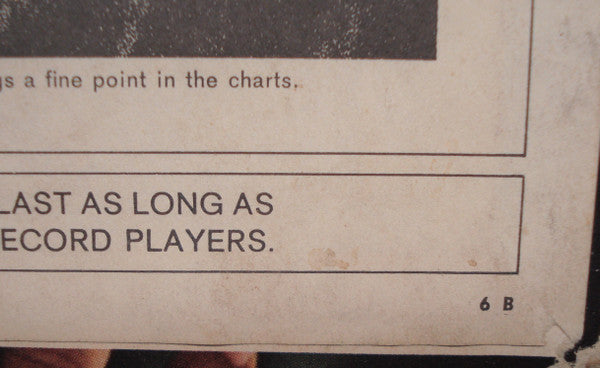 s a fine point in the charts.
LAST AS LONG AS
ECORD PLAYERS.
6 B